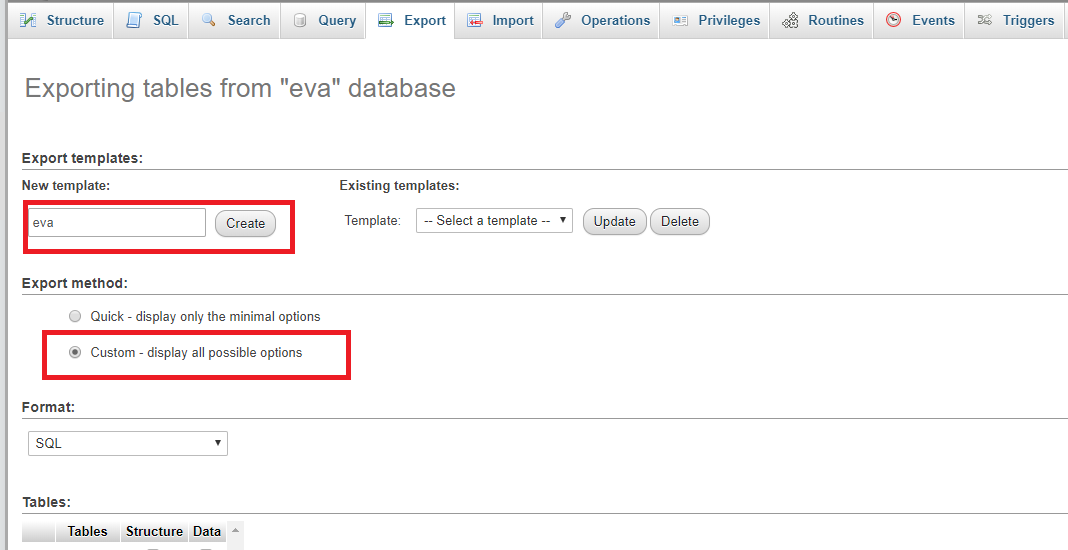 Structure SQL Search Query Export Import Operations Privileges Routines Events Triggers
Exporting tables from "eva" database
Export templates:
New template: Existing templates:
eva Create Template: -- Select a template -- Update Delete
Export method:
Quick - display only the minimal options
Custom - display all possible options
Format:
SQL
Tables:
Tables Structure Data